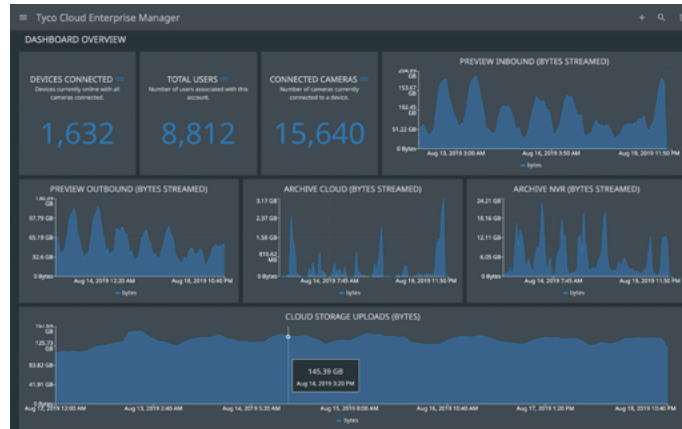 Tyco Cloud Enterprise Manager
DASHBOARD OVERVIEW
DEVICES CONNECTED
Devices currently online with all
cameras connected.
1,632
TOTAL USERS
Number of users associated with this
account.
8,812
CONNECTED CAMERAS
Number of cameras currently
connected to a device.
15,640
PREVIEW INBOUND (BYTES STREAMED)
GB
153.67
GB
102.45
GB
51.22 GB
0 Bytes
Aug 13, 2019 3:00 AM
Aug 16, 2019 3:50 AM
Aug 19, 2019 11:50 PM
bytes
PREVIEW OUTBOUND (BYTES STREAMED)
GB
97.79 GB
65.19 GB
32.6 GB
0 Bytes
Aug 14, 2019 12:20 AM
Aug 18, 2019 10:40 PM
bytes
ARCHIVE CLOUD (BYTES STREAMED)
3.17 GB
2.37 GB
1.58 GB
810.62
MB
0 Bytes
Aug 14, 2019 7:45 AM
Aug 19, 2019 11:50 PM
bytes
ARCHIVE NVR (BYTES STREAMED)
24.21 GB
18.16 GB
12.11 GB
6.05 GB
0 Bytes
Aug 14, 2019 7:45 AM
Aug 19, 2019 11:50 PM
bytes
CLOUD STORAGE UPLOADS (BYTES)
GB
125.73
GB
83.82 GB
41.91 GB
0 Bytes
145.39 GB
Aug 14, 2019 3:20 PM
Aug 12, 2019 12:00 AM
Aug 13, 2019 2:40 AM
Aug 14, 2019 5:20 AM
Aug 15, 2019 8:00 AM
Aug 16, 2019 10:40 AM
Aug 17, 2019 1:20 PM
Aug 18, 2019 10:40 PM
bytes